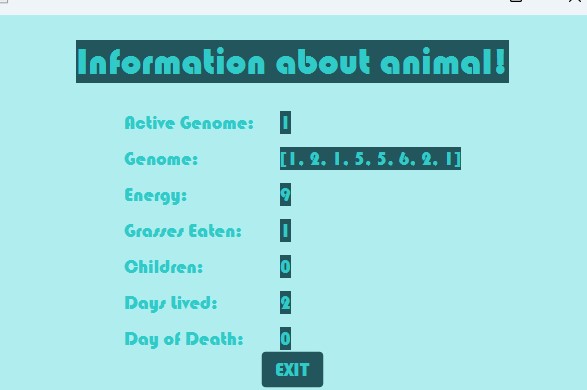 Information about animal!
Active Genome: 1
Genome: [1, 2, 1, 5, 5, 6, 2, 1]
Energy: 9
Grasses Eaten: 1
Children: 0
Days Lived: 2
Day of Death: 0
EXIT